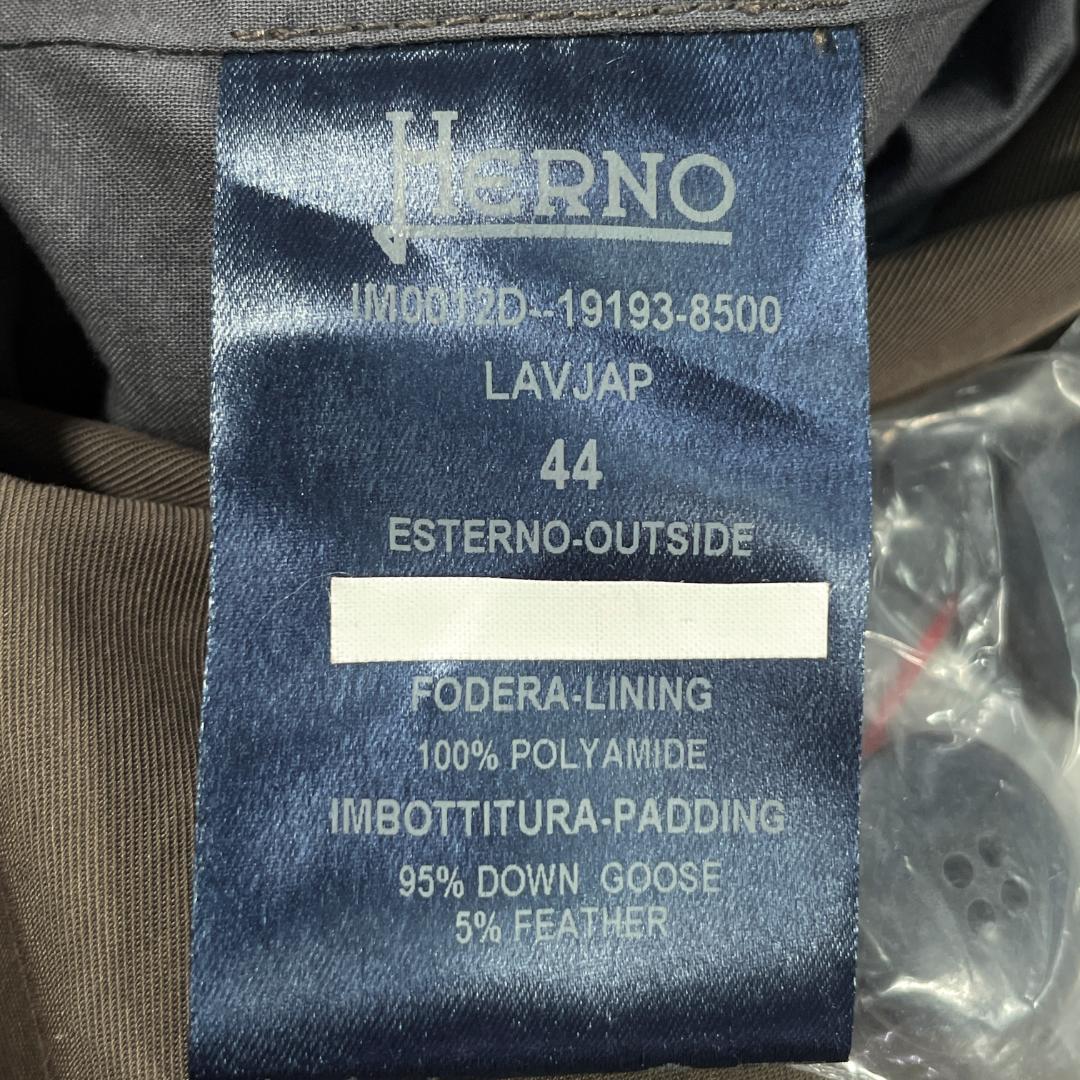 HERNO
IM0012D--19193-8500
LAVJAP
44
ESTERNO-OUTSIDE
FODERA-LINING
100% POLYAMIDE
IMBOTTITURA-PADDING
95% DOWN GOOSE
5% FEATHER